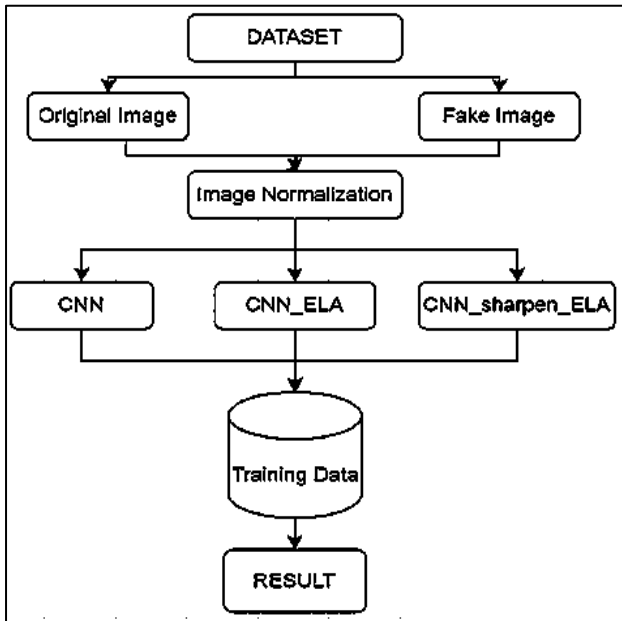 DATASET
Original Image
Fake Image
Image Normalization
CNN
CNN_ELA
CNN_sharpen_ELA
Training Data
RESULT